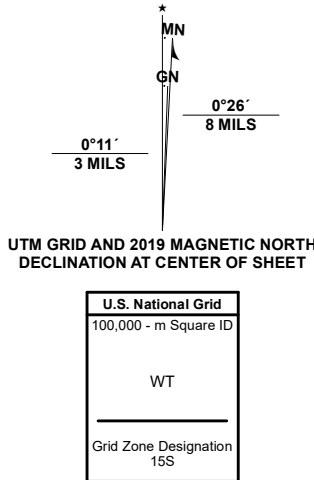 ★
MN
GN
0°26´
8 MILS
0°11´
3 MILS
UTM GRID AND 2019 MAGNETIC NORTH
DECLINATION AT CENTER OF SHEET
U.S. National Grid
100,000 - m Square ID
WT
Grid Zone Designation
15S